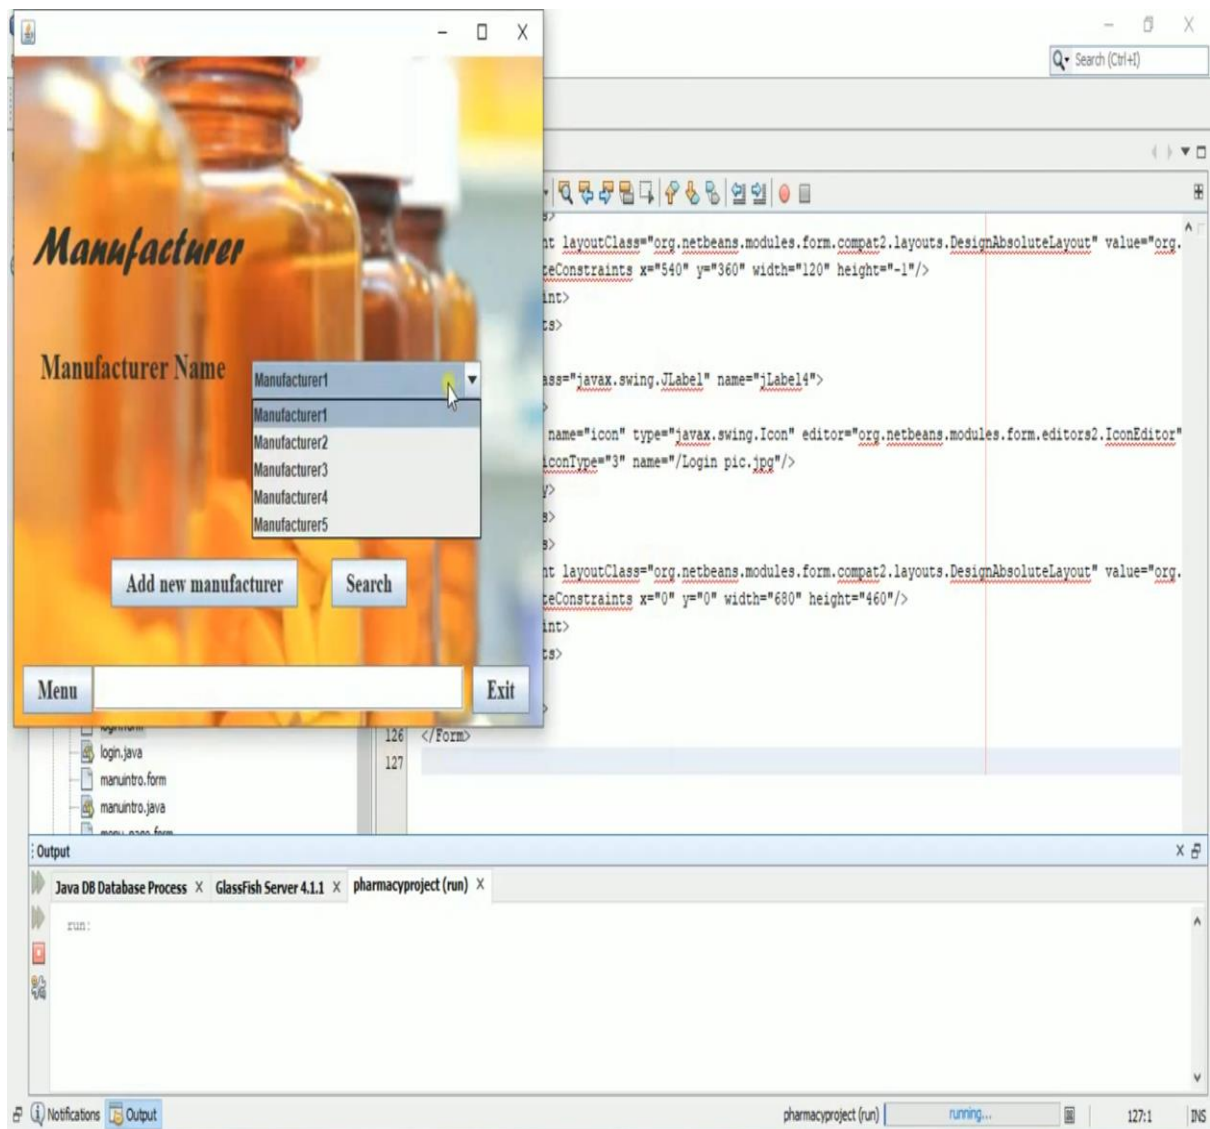 Search (Ctrl+I)
Manufacturer
Manufacturer Name
Manufacturer1
Manufacturer1
Manufacturer2
Manufacturer3
Manufacturer4
Manufacturer5
Add new manufacturer
Search
Menu
Exit
s>
nt layoutClass="org.netbeans.modules.form.compat2.layouts.DesignAbsoluteLayout" value="org.
teConstraints x="540" y="360" width="120" height="-1"/>
int>
ts>
ass="javax.swing.JLabel" name="jLabel4">
>
name="icon" type="javax.swing.Icon" editor="org.netbeans.modules.form.editors2.IconEditor"
iconType="3" name="/Login pic.jpg"/>
y>
s>
s>
nt layoutClass="org.netbeans.modules.form.compat2.layouts.DesignAbsoluteLayout" value="org.
teConstraints x="0" y="0" width="680" height="460"/>
int>
ts>
>
126 </Form>
127
login.java
manuintro.form
manuintro.java
Output
Java DB Database Process X GlassFish Server 4.1.1 X pharmacyproject (run) X
run:
Notifications Output
pharmacyproject (run) running... 127:1 INS